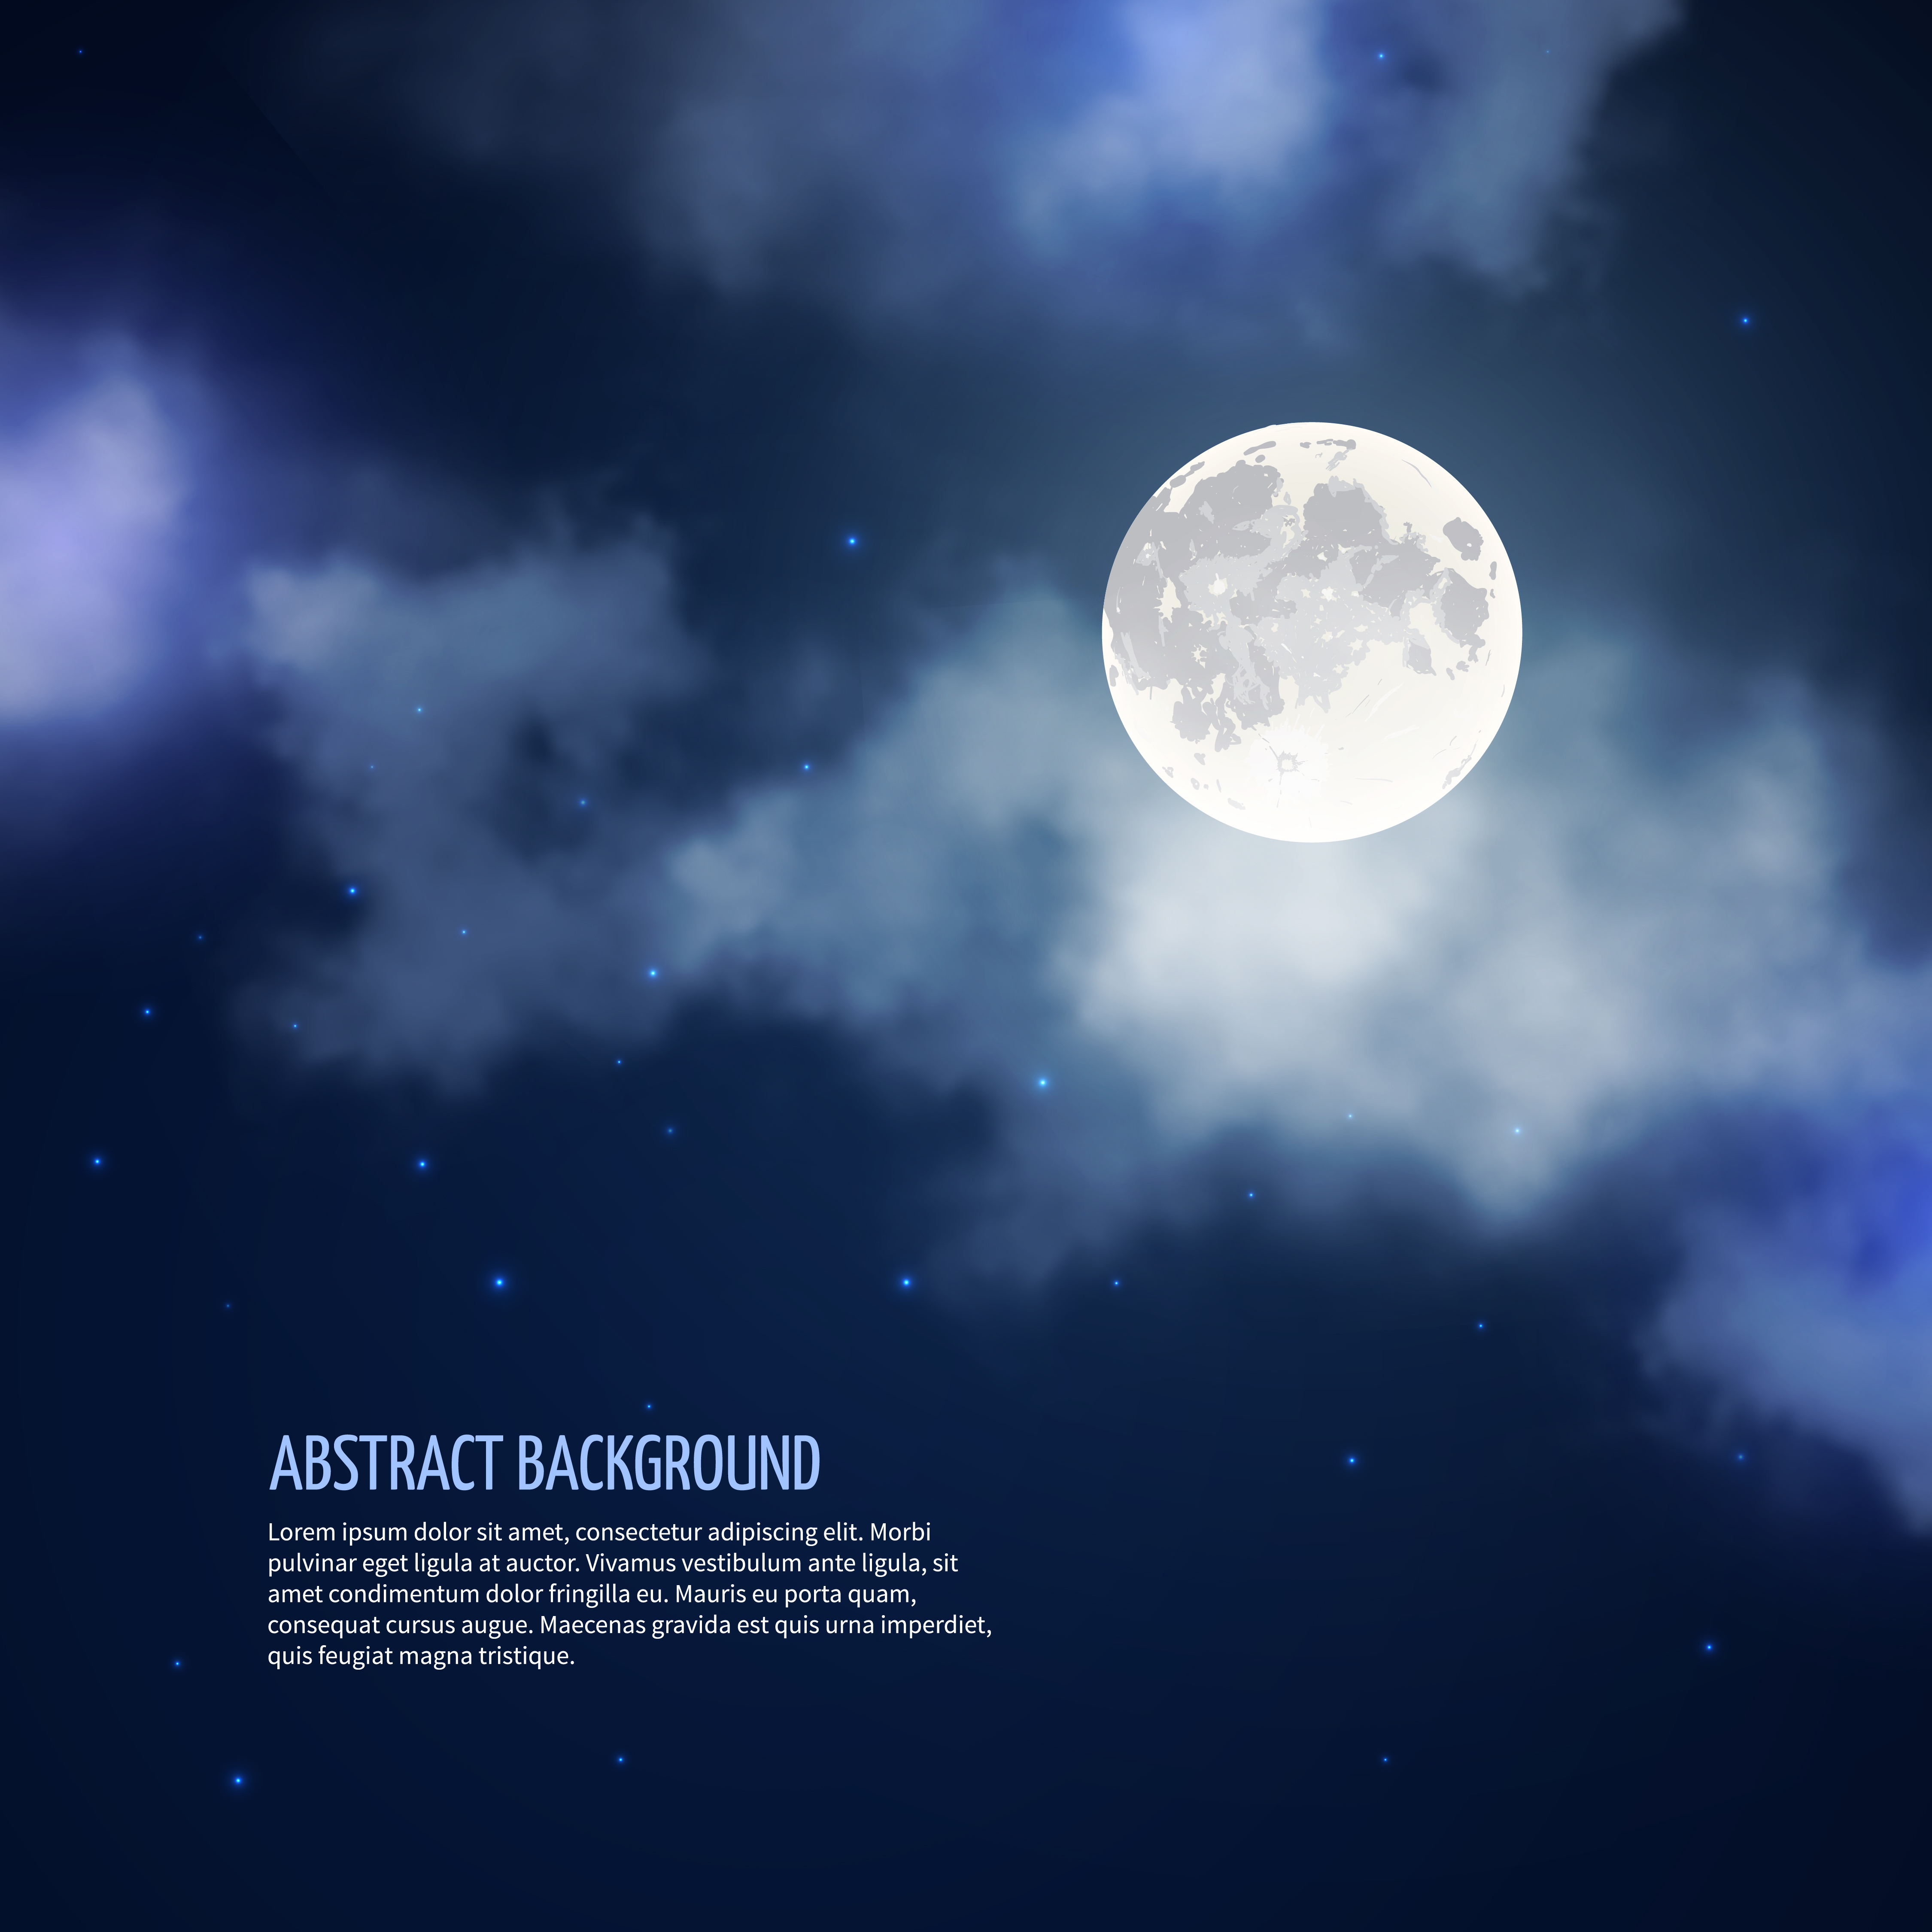 ABSTRACT BACKGROUND
Lorem ipsum dolor sit amet, consectetur adipiscing elit. Morbi
pulvinar eget ligula at auctor. Vivamus vestibulum ante ligula, sit
amet condimentum dolor fringilla eu. Mauris eu porta quam,
consequat cursus augue. Maecenas gravida est quis urna imperdiet,
quis feugiat magna tristique.